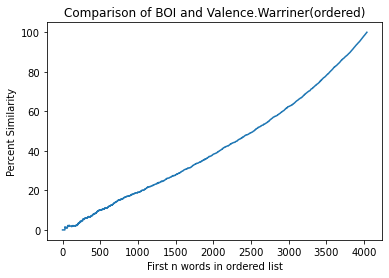 Comparison of BOI and Valence.Warriner(ordered)
Percent Similarity
100
80
60
40
20
0
0 500 1000 1500 2000 2500 3000 3500 4000
First n words in ordered list